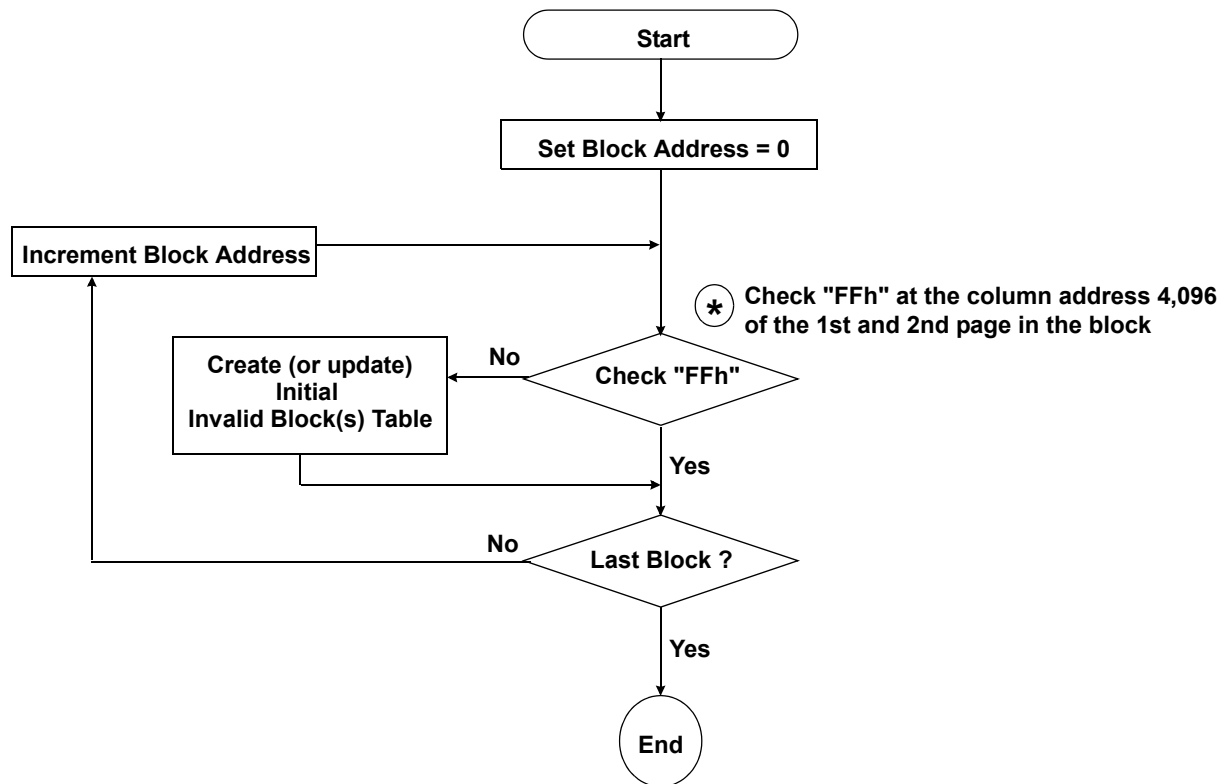 Start
Set Block Address = 0
Increment Block Address
* Check "FFh" at the column address 4,096
of the 1st and 2nd page in the block
No
Create (or update)
Initial
Invalid Block(s) Table
Check "FFh"
Yes
No
Last Block ?
Yes
End